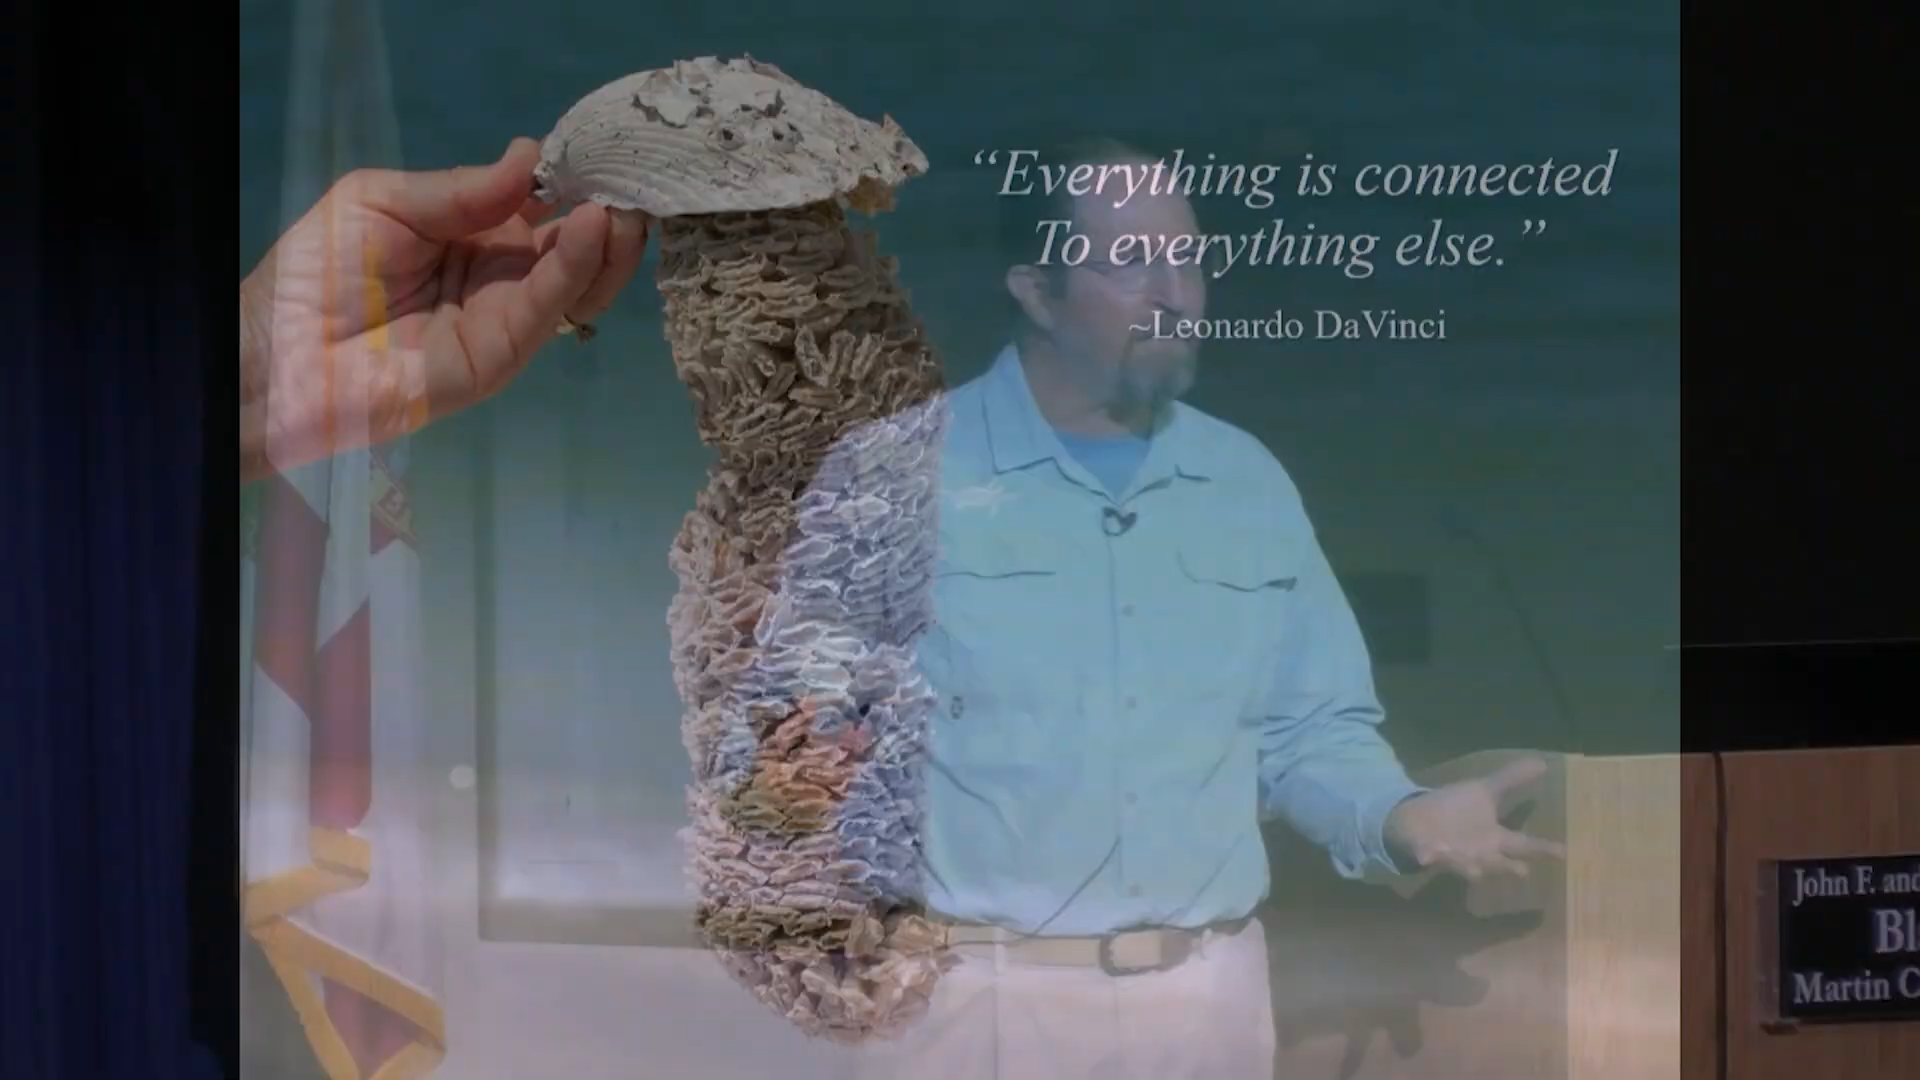 “Everything is connected
To everything else.”
~Leonardo DaVinci
John F. and
Bl
Martin C